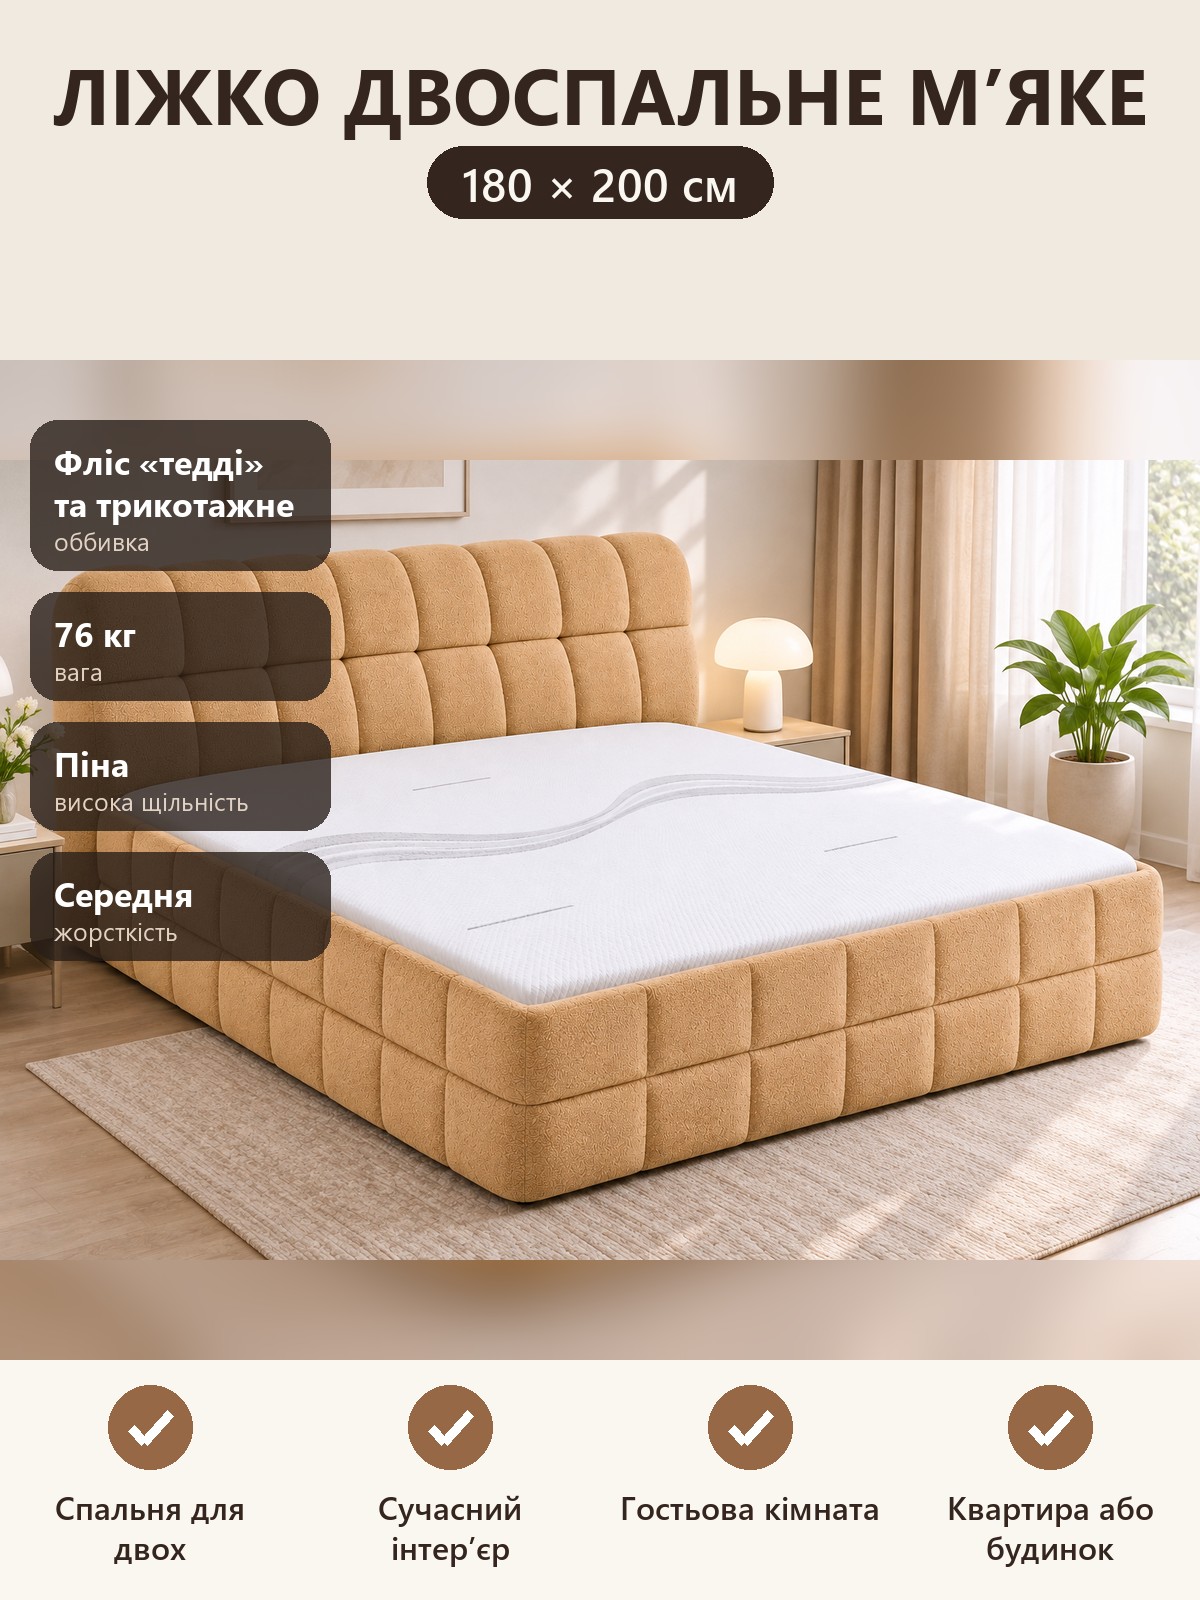 ЛІЖКО ДВОСПАЛЬНЕ М’ЯКЕ
180 × 200 см
Фліс «тедді»
та трикотажне
оббивка
76 кг
вага
Піна
висока щільність
Середня
жорсткість
Спальня для
двох
Сучасний
інтер’єр
Гостьова кімната
Квартира або
будинок